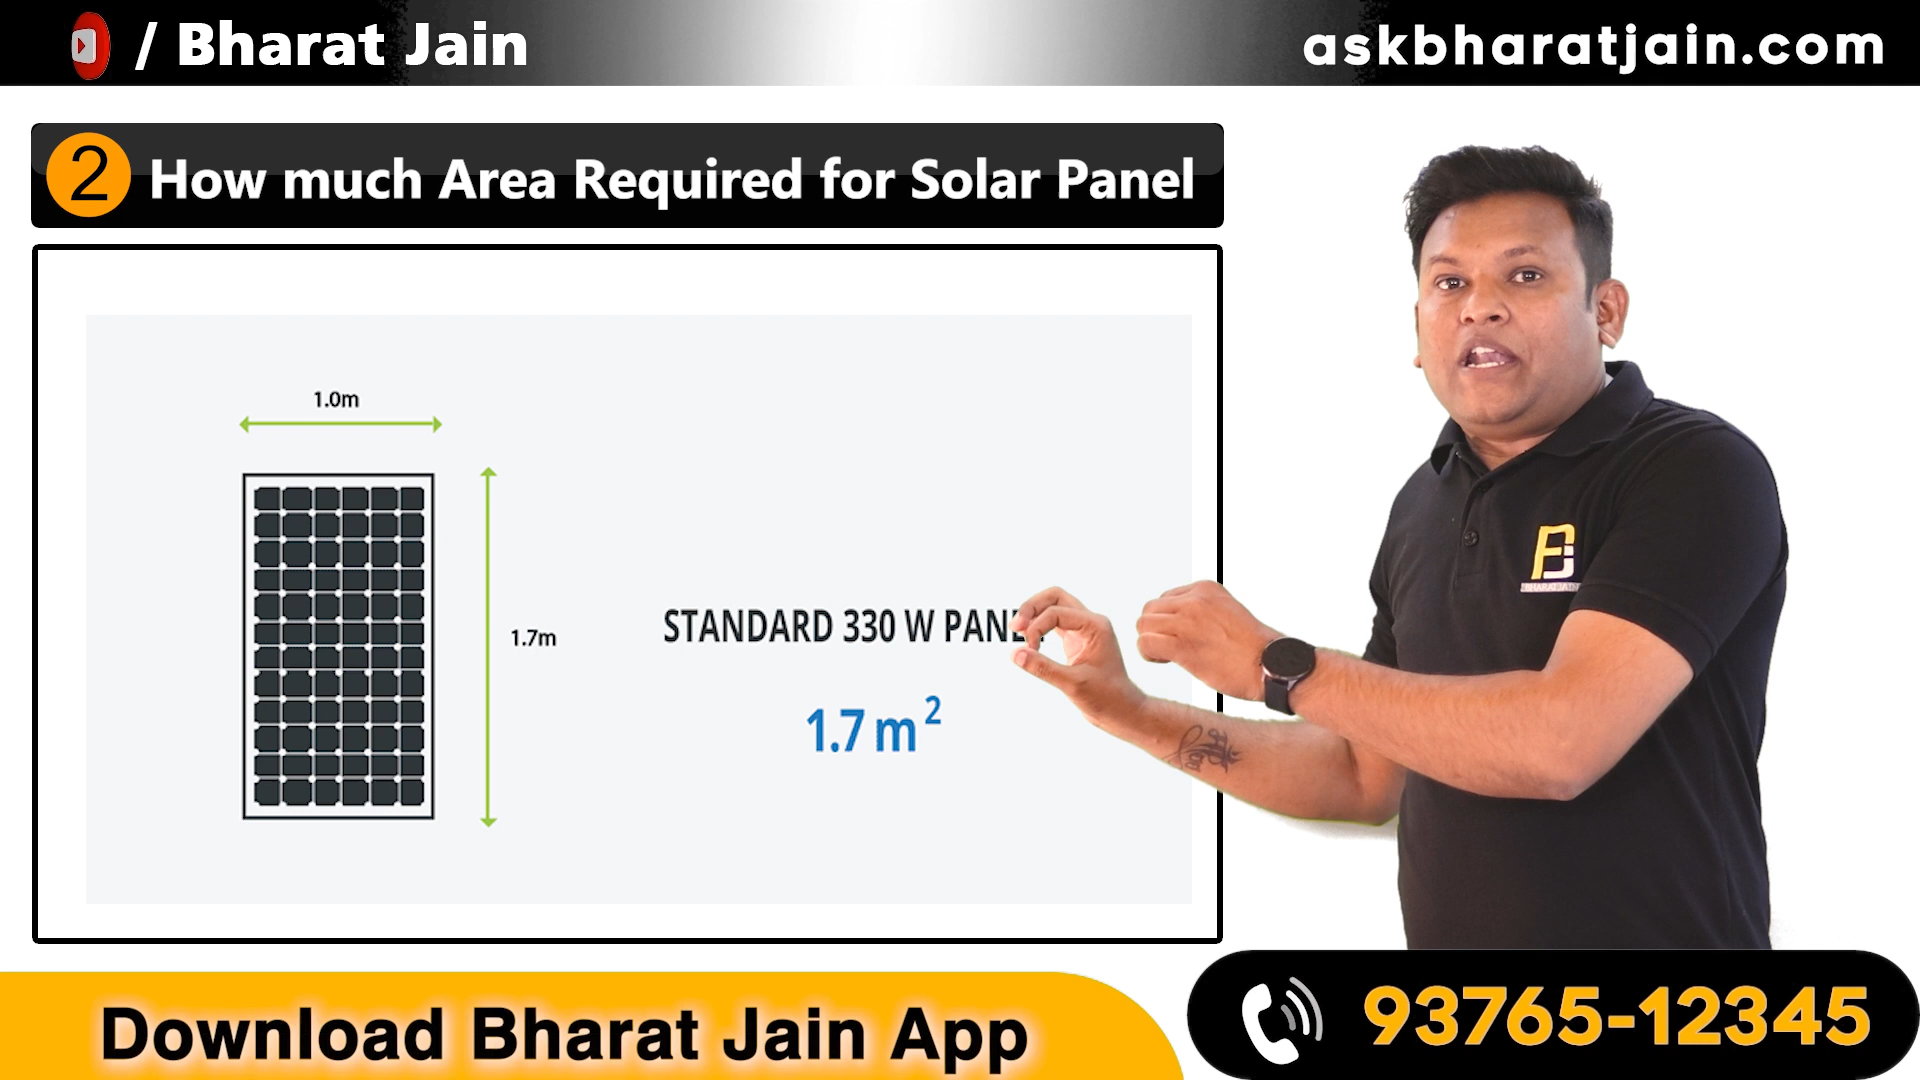 / Bharat Jain
askbharatjain.com
2 How much Area Required for Solar Panel
1.0m
1.7m
STANDARD 330 W PANEL
1.7 m²
Download Bharat Jain App
93765-12345